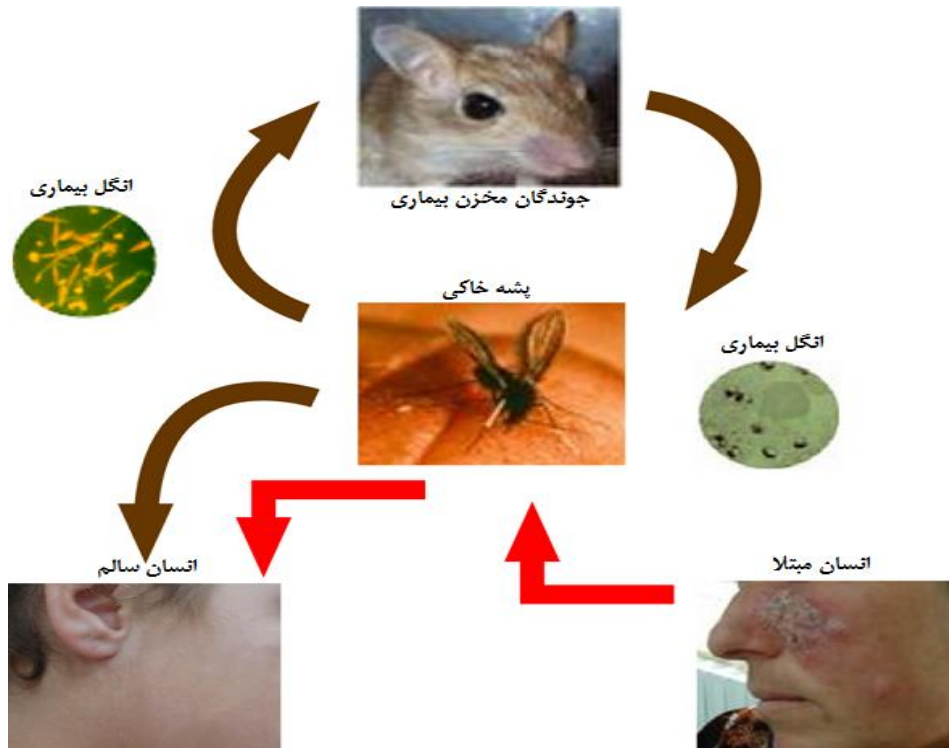 جوندگان مخزن بیماری
انگل بیماری
پشه خاکی
انگل بیماری
انسان سالم
انسان مبتلا